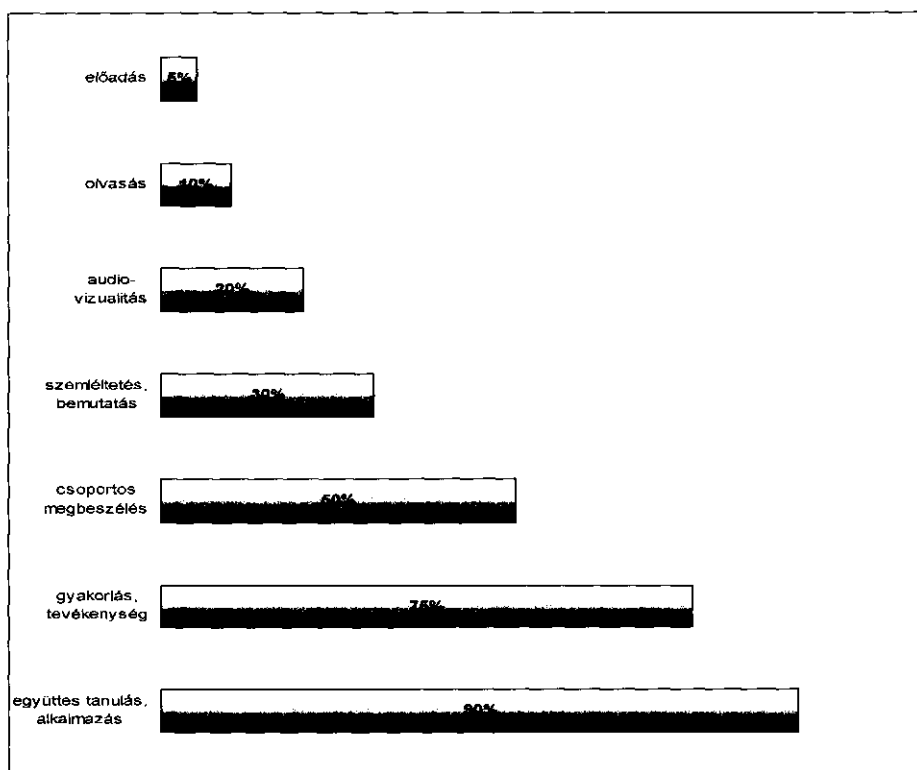 előadás
5%
olvasás
10%
audio-
vizualitás
20%
szemléltetés,
bemutatás
30%
csoportos
megbeszélés
50%
gyakorlás,
tevékenység
75%
együttes tanulás,
alkalmazás
90%